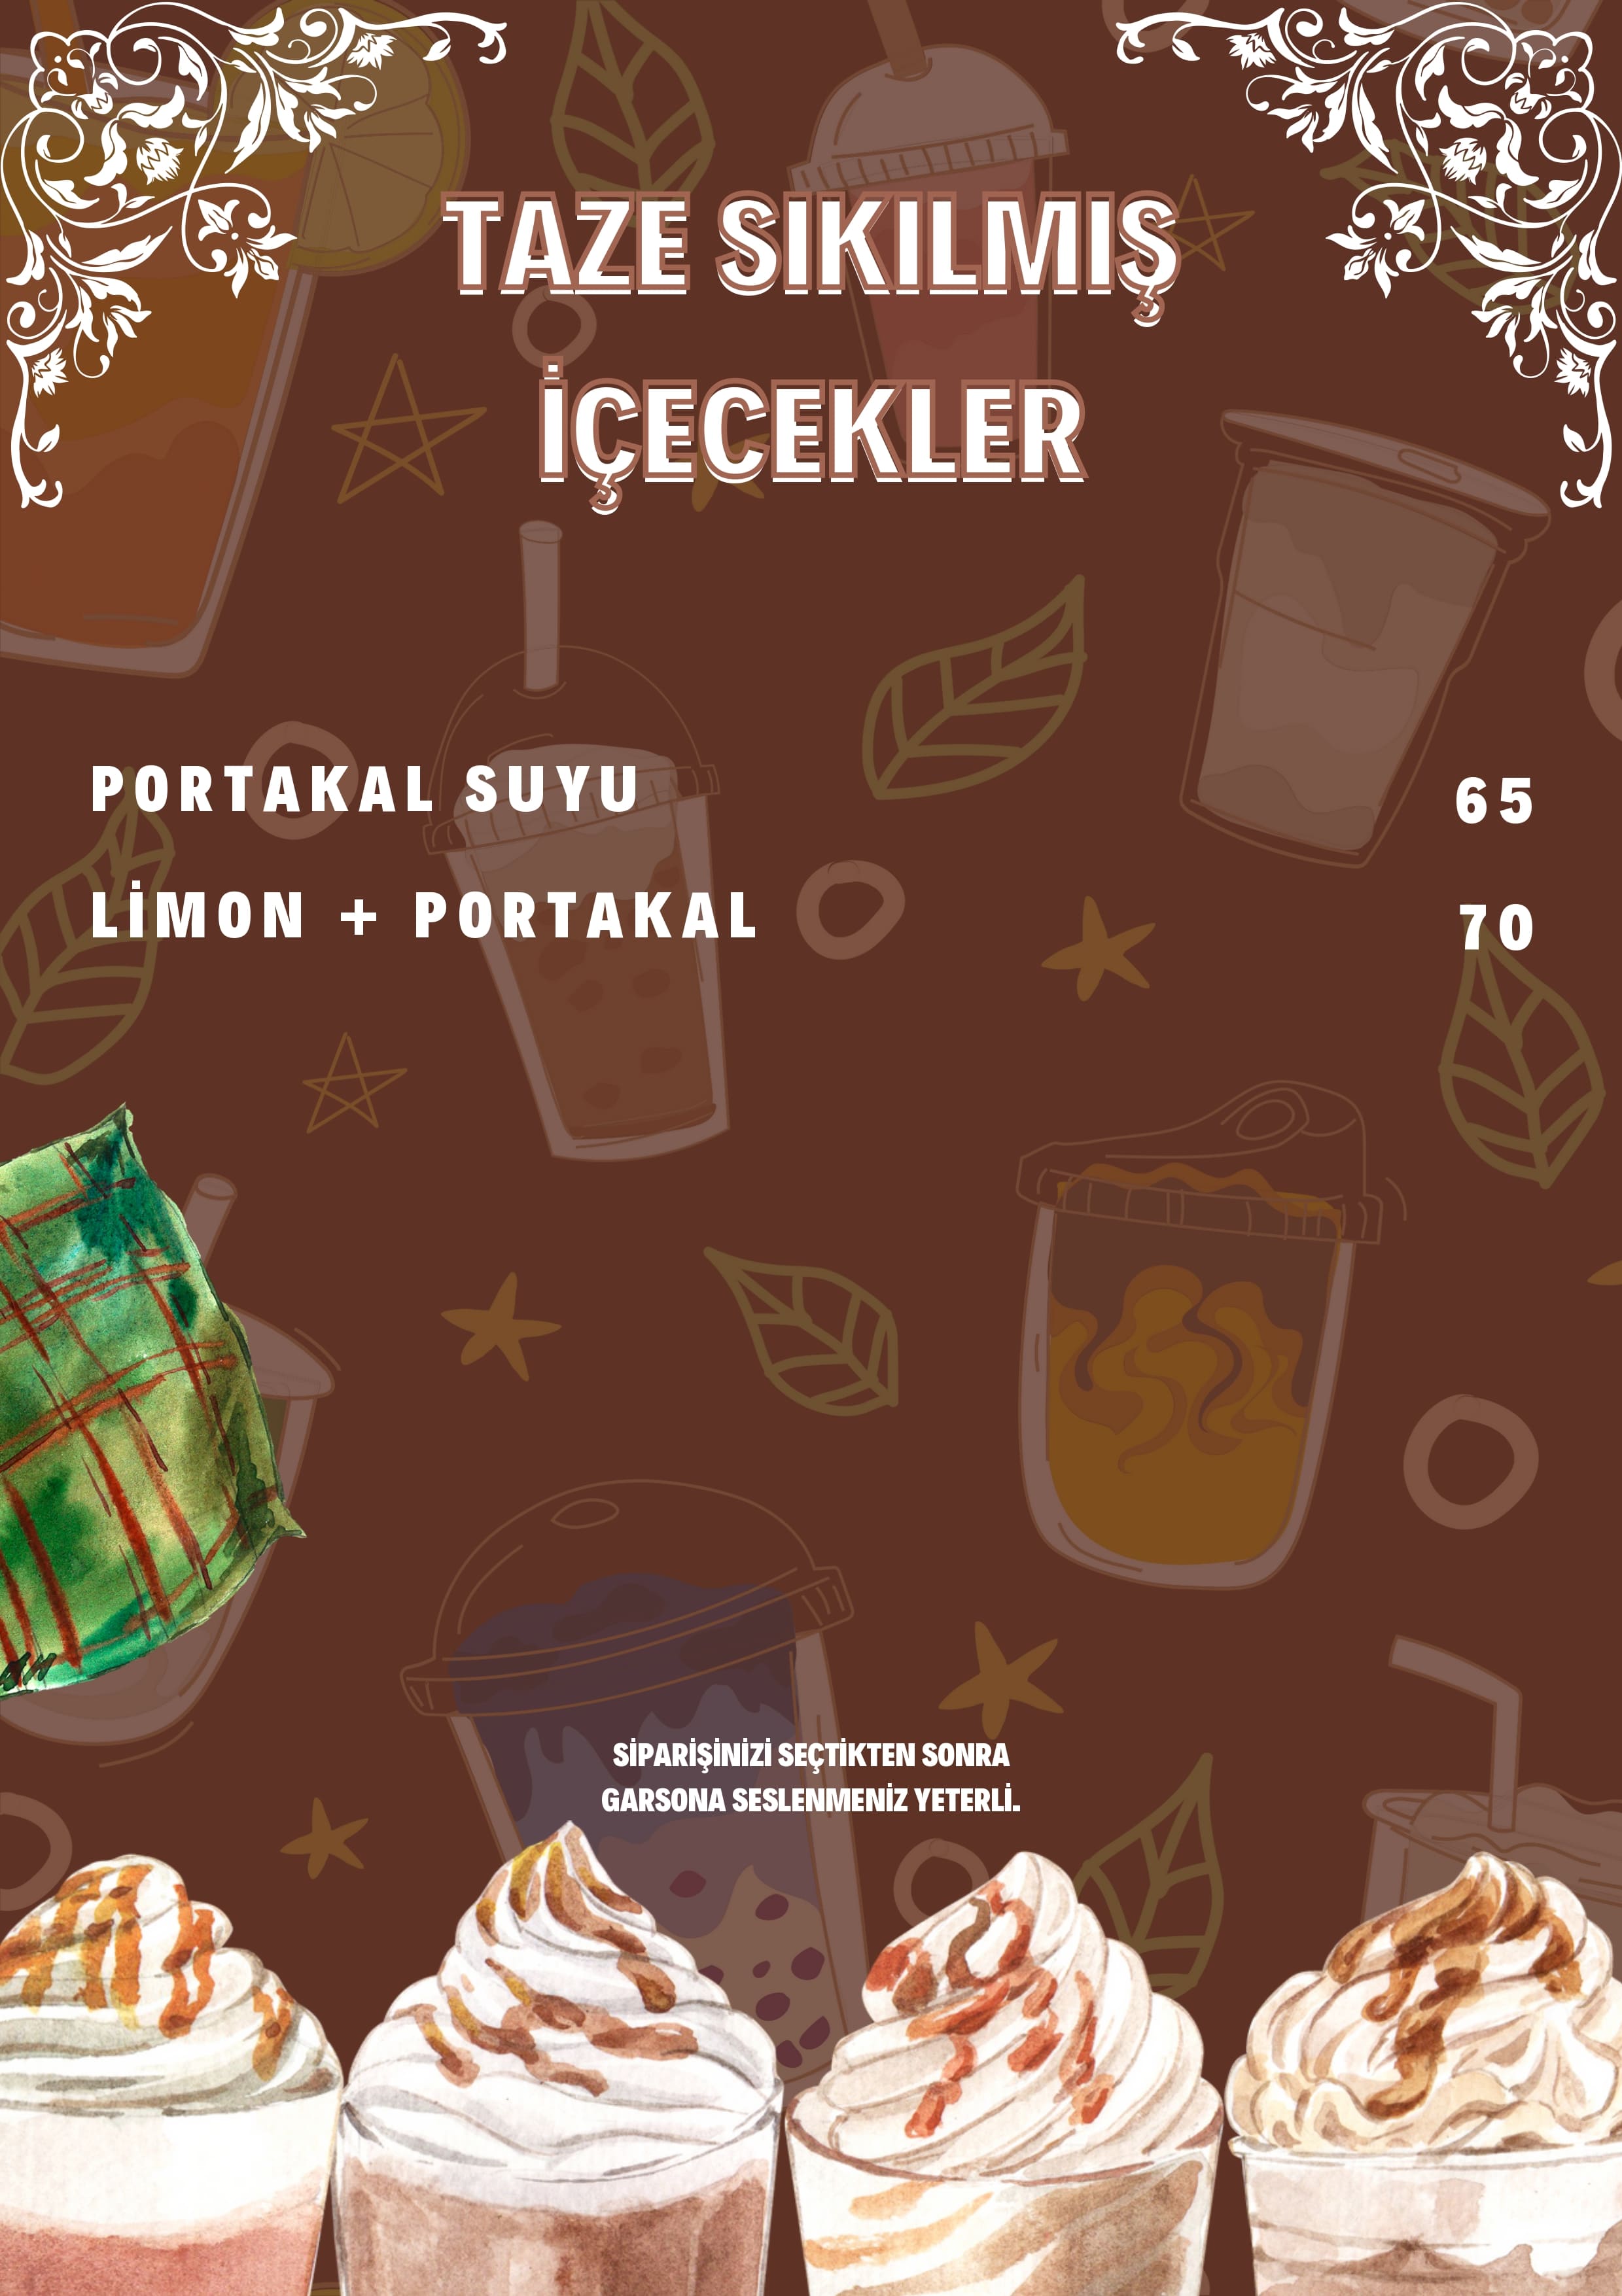 TAZE SIKILMIŞ
İÇECEKLER
PORTAKAL SUYU 65
LİMON + PORTAKAL 70
SİPARİŞİNİZİ SEÇTİKTEN SONRA
GARSONA SESLENMENİZ YETERLİ.